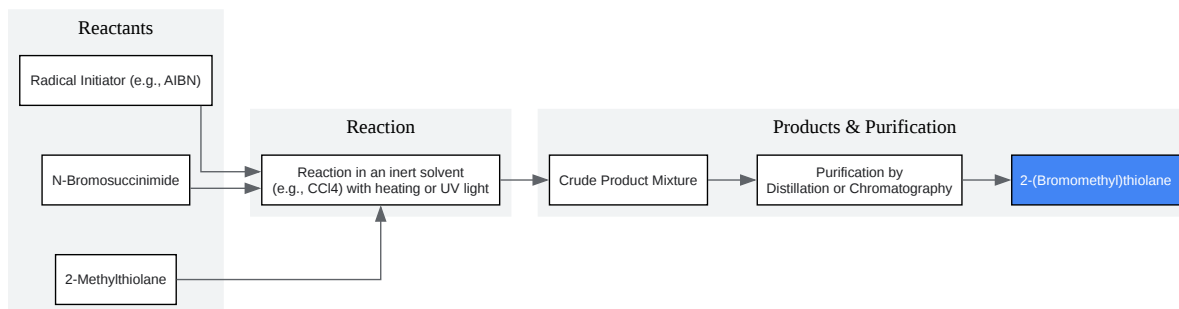 Reactants
Radical Initiator (e.g., AIBN)
N-Bromosuccinimide
2-Methylthiolane
Reaction
Reaction in an inert solvent
(e.g., CCl4) with heating or UV light
Products & Purification
Crude Product Mixture
Purification by
Distillation or Chromatography
2-(Bromomethyl)thiolane